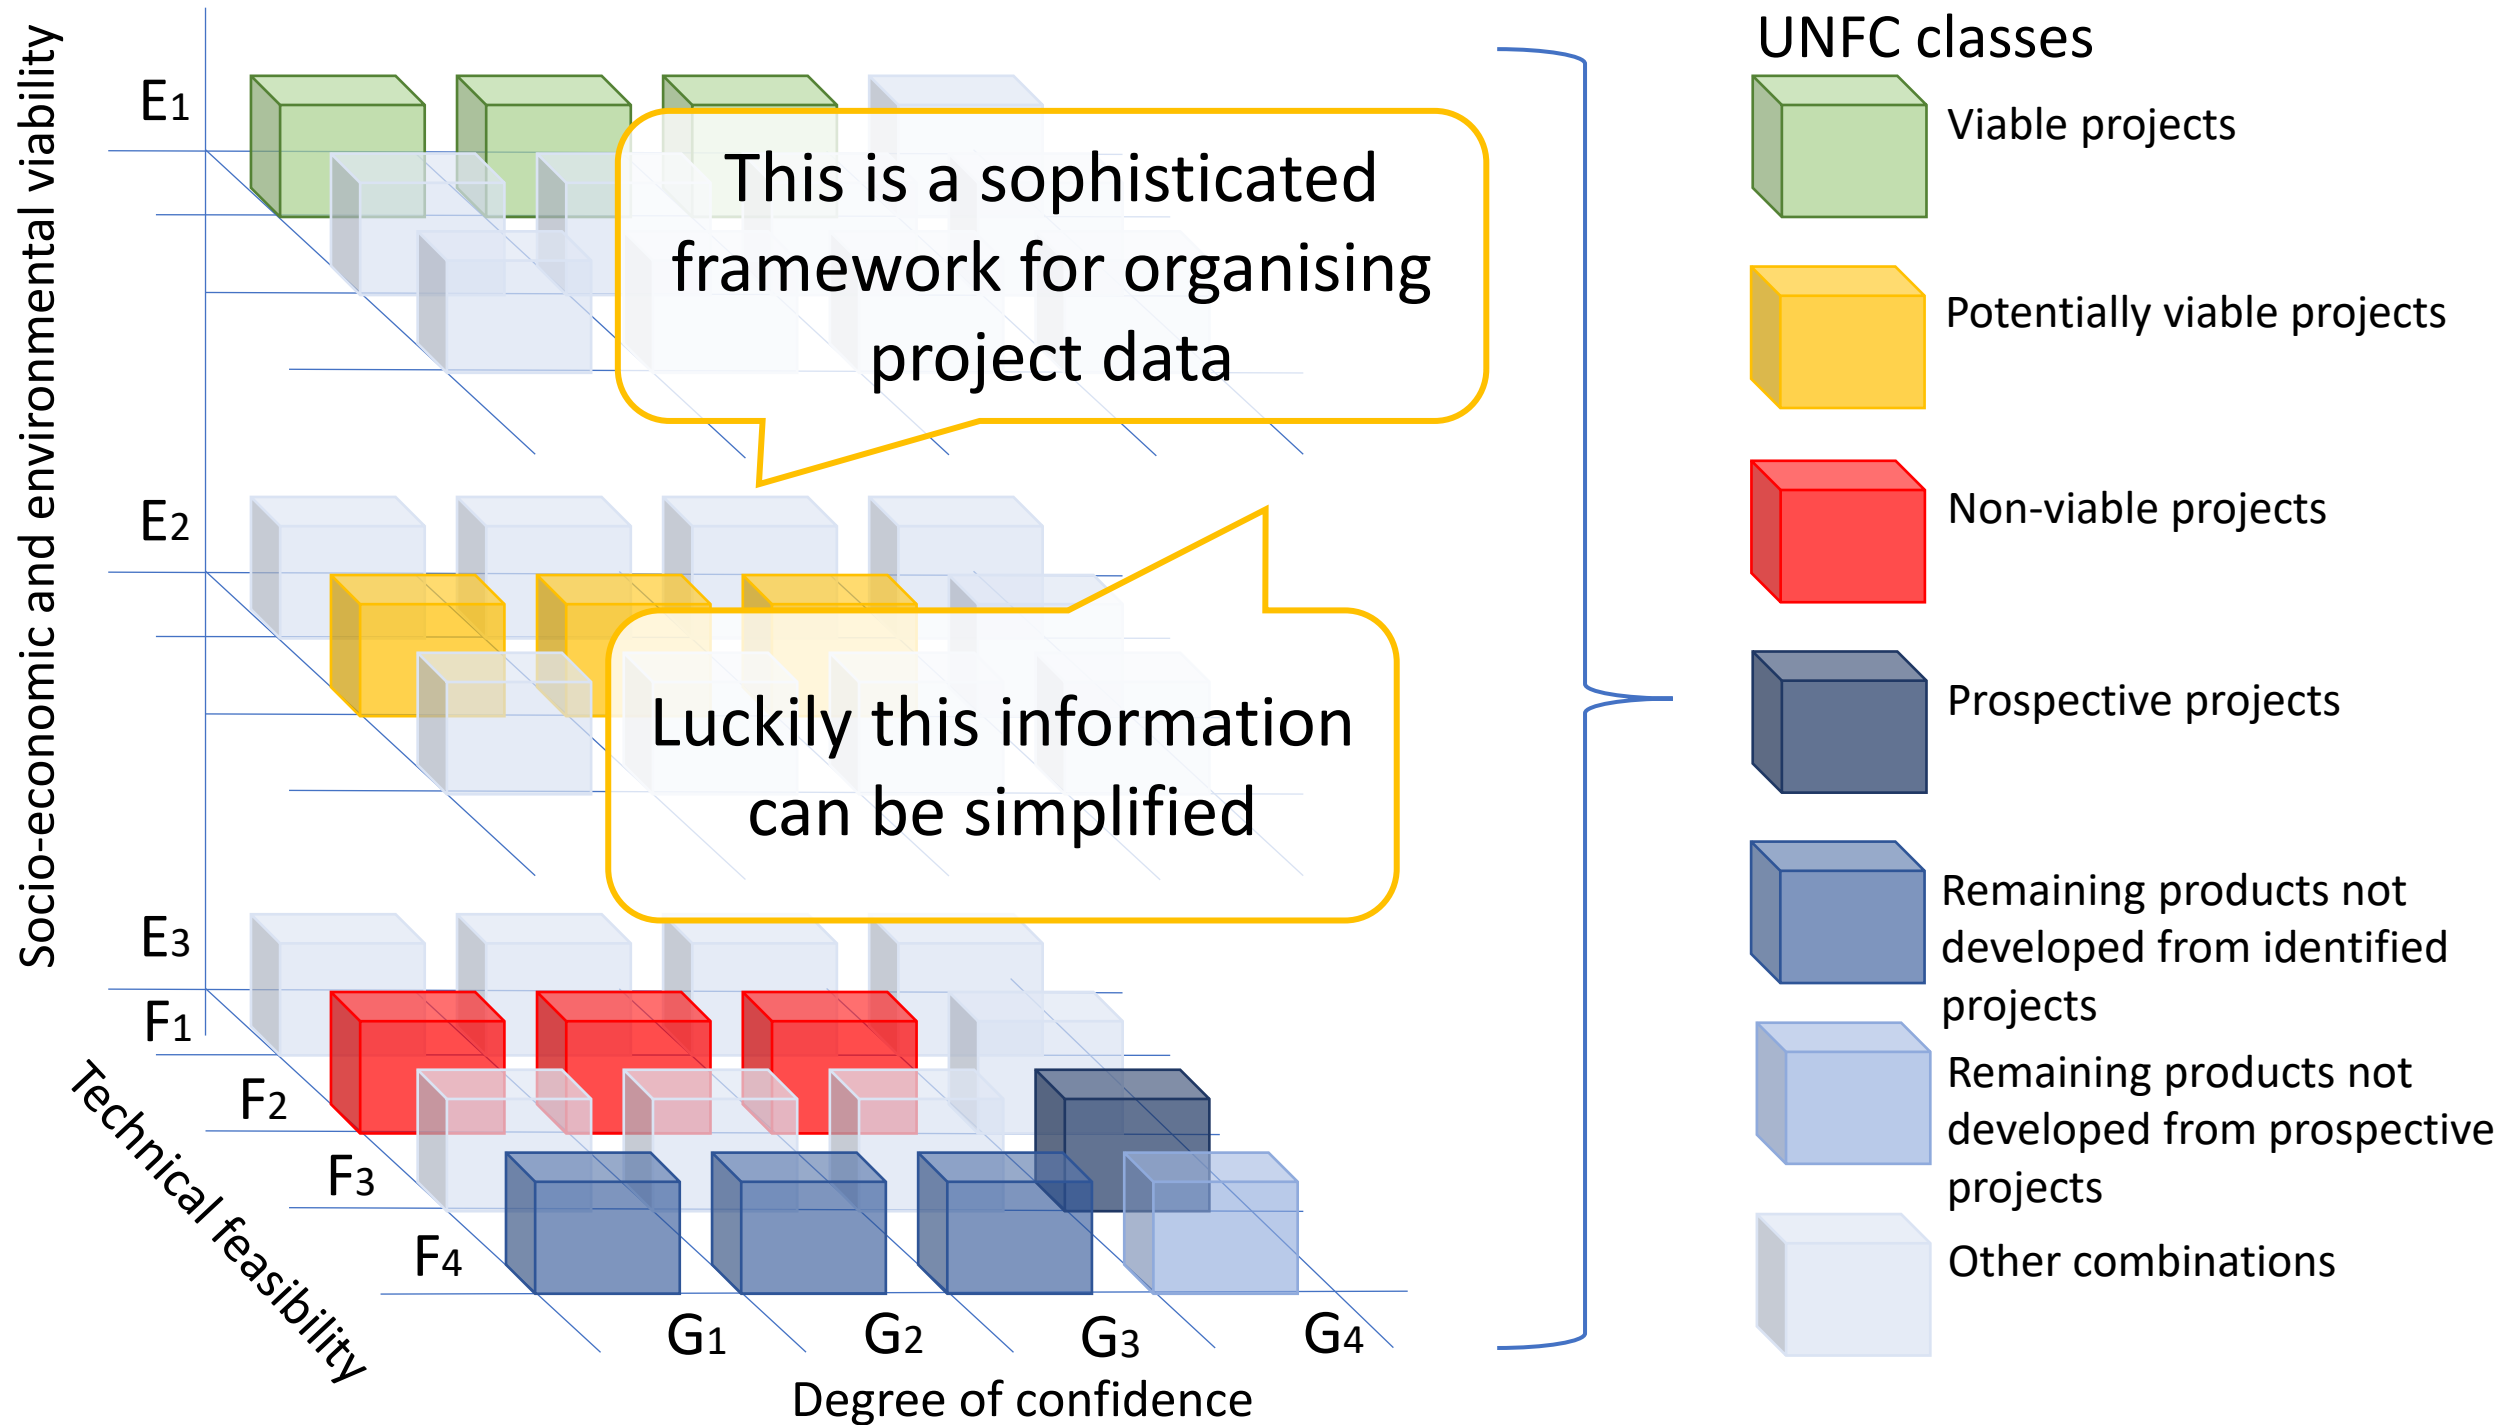 Socio-economic and environmental viability
E1
E2
E3
F1
F2
F3
F4
Technical feasibility
G1
G2
G3
G4
Degree of confidence
This is a sophisticated
framework for organising
project data
Luckily this information
can be simplified
UNFC classes
Viable projects
Potentially viable projects
Non-viable projects
Prospective projects
Remaining products not
developed from identified
projects
Remaining products not
developed from prospective
projects
Other combinations